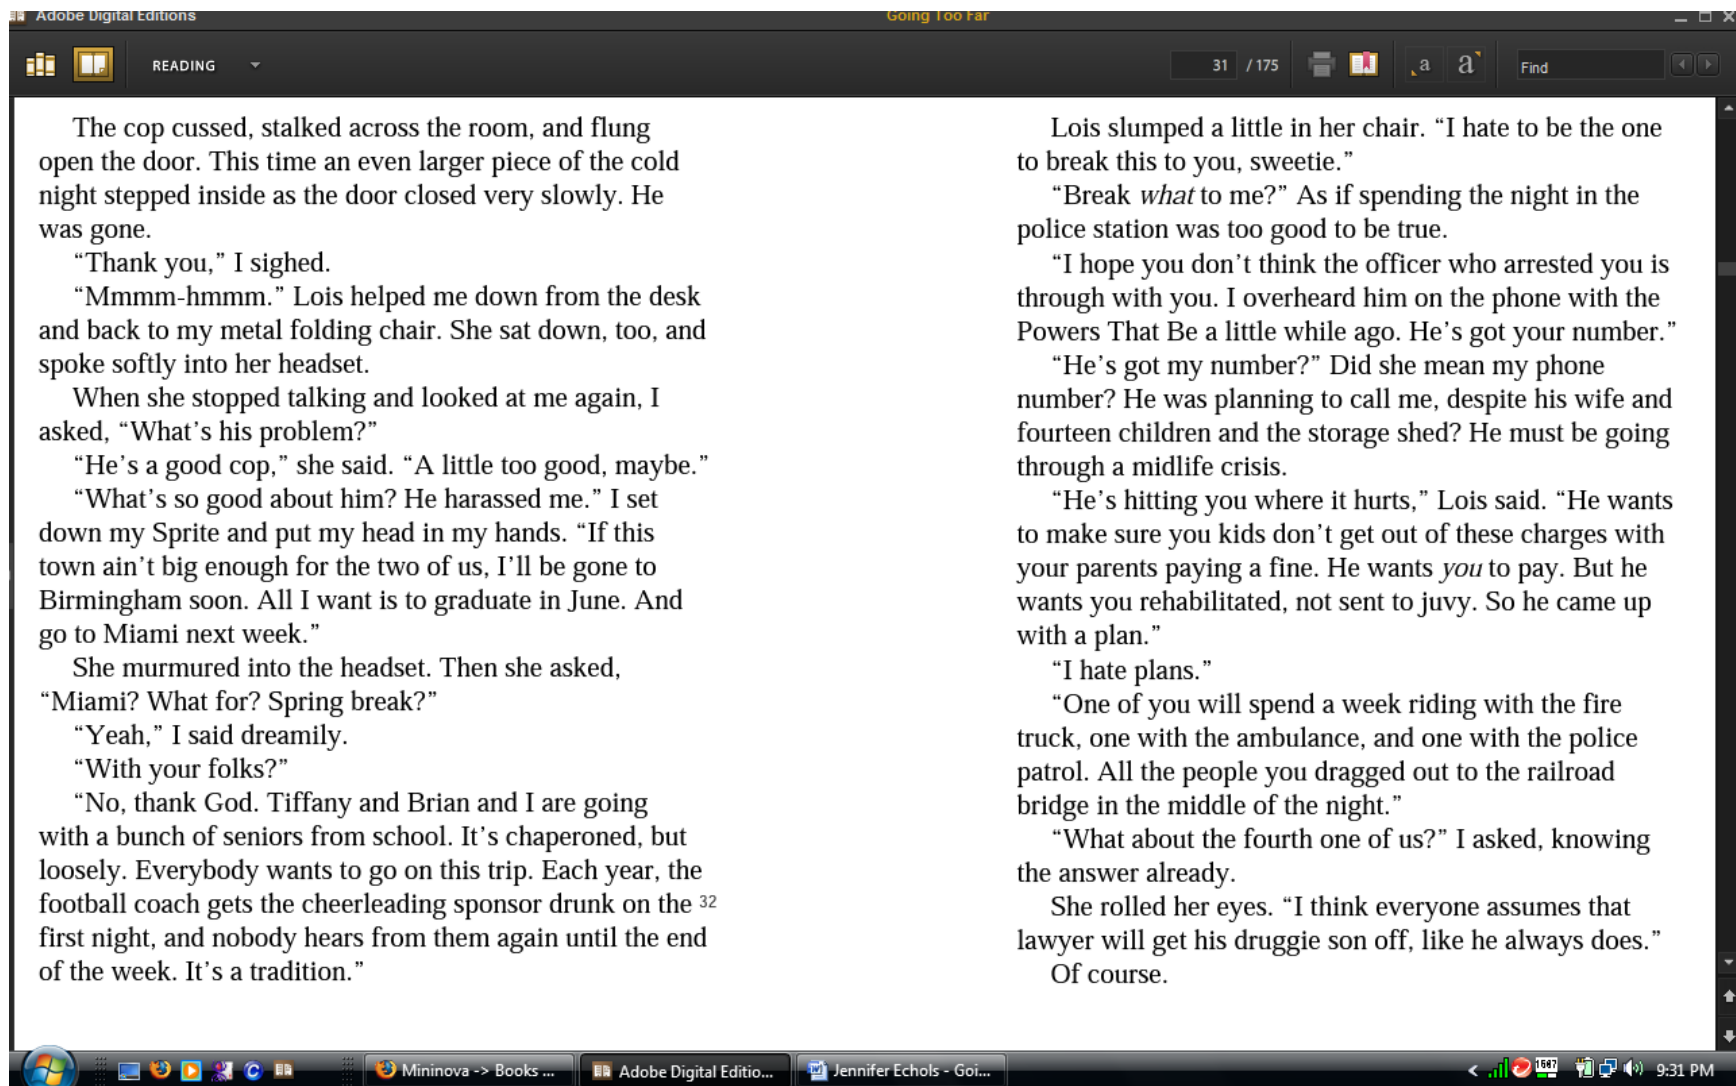 Adobe Digital Editions
Going Too Far
READING
31 / 175
a
a
Find
The cop cussed, stalked across the room, and flung
open the door. This time an even larger piece of the cold
night stepped inside as the door closed very slowly. He
was gone.
“Thank you,” I sighed.
“Mmmm-hmmm.” Lois helped me down from the desk
and back to my metal folding chair. She sat down, too, and
spoke softly into her headset.
When she stopped talking and looked at me again, I
asked, “What’s his problem?”
“He’s a good cop,” she said. “A little too good, maybe.”
“What’s so good about him? He harassed me.” I set
down my Sprite and put my head in my hands. “If this
town ain’t big enough for the two of us, I’ll be gone to
Birmingham soon. All I want is to graduate in June. And
go to Miami next week.”
She murmured into the headset. Then she asked,
“Miami? What for? Spring break?”
“Yeah,” I said dreamily.
“With your folks?”
“No, thank God. Tiffany and Brian and I are going
with a bunch of seniors from school. It’s chaperoned, but
loosely. Everybody wants to go on this trip. Each year, the
football coach gets the cheerleading sponsor drunk on the 32
first night, and nobody hears from them again until the end
of the week. It’s a tradition.”
Lois slumped a little in her chair. “I hate to be the one
to break this to you, sweetie.”
“Break what to me?” As if spending the night in the
police station was too good to be true.
“I hope you don’t think the officer who arrested you is
through with you. I overheard him on the phone with the
Powers That Be a little while ago. He’s got your number.”
“He’s got my number?” Did she mean my phone
number? He was planning to call me, despite his wife and
fourteen children and the storage shed? He must be going
through a midlife crisis.
“He’s hitting you where it hurts,” Lois said. “He wants
to make sure you kids don’t get out of these charges with
your parents paying a fine. He wants you to pay. But he
wants you rehabilitated, not sent to juvy. So he came up
with a plan.”
“I hate plans.”
“One of you will spend a week riding with the fire
truck, one with the ambulance, and one with the police
patrol. All the people you dragged out to the railroad
bridge in the middle of the night.”
“What about the fourth one of us?” I asked, knowing
the answer already.
She rolled her eyes. “I think everyone assumes that
lawyer will get his druggie son off, like he always does.”
Of course.
Mininova -> Books ...
Adobe Digital Editio...
Jennifer Echols - Goi...
9:31 PM